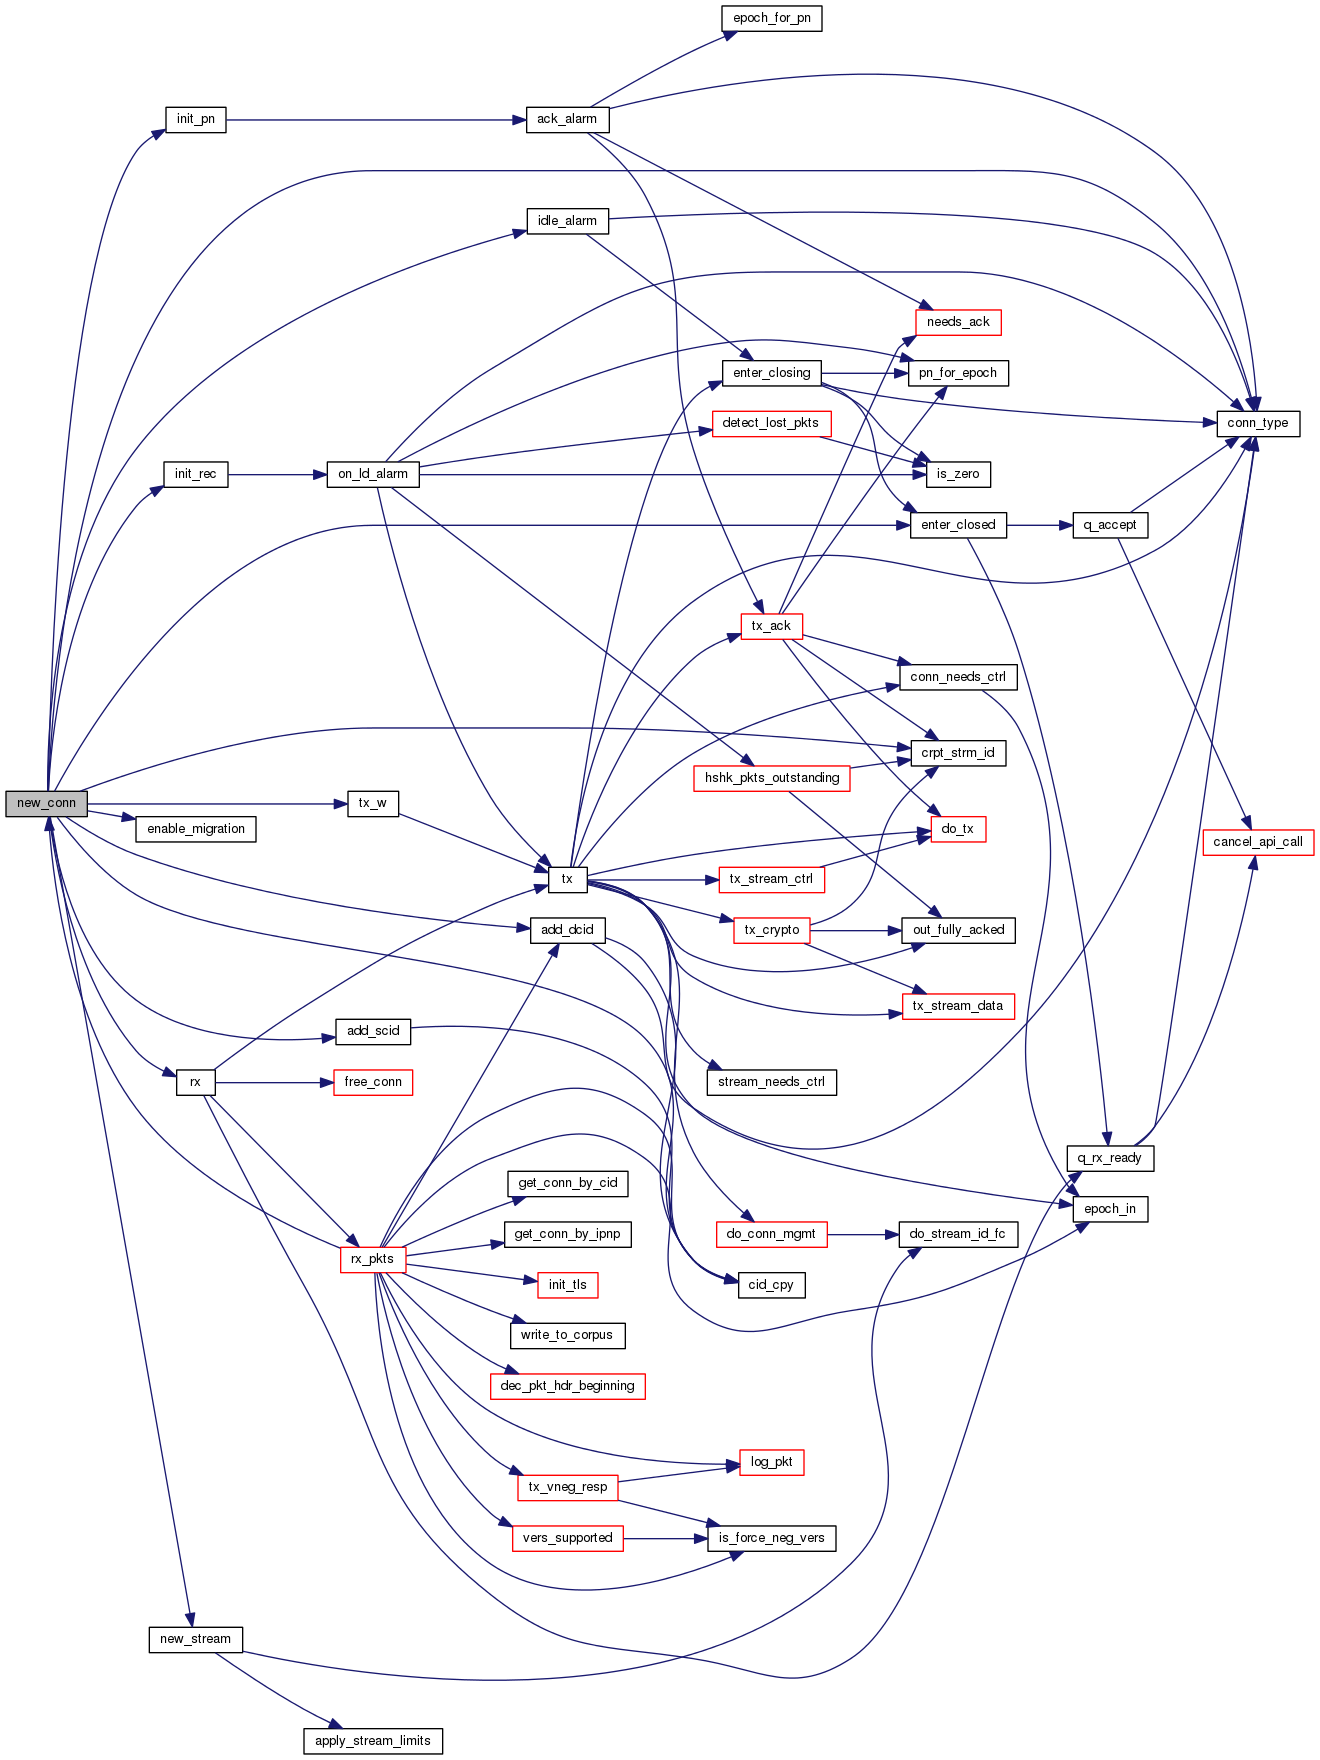 epoch_for_pn
init_pn
ack_alarm
idle_alarm
needs_ack
enter_closing
pn_for_epoch
detect_lost_pkts
conn_type
init_rec
on_ld_alarm
is_zero
enter_closed
q_accept
tx_ack
conn_needs_ctrl
crpt_strm_id
hshk_pkts_outstanding
new_conn
tx_w
enable_migration
do_tx
cancel_api_call
tx
tx_stream_ctrl
add_dcid
tx_crypto
out_fully_acked
tx_stream_data
add_scid
rx
free_conn
stream_needs_ctrl
q_rx_ready
get_conn_by_cid
epoch_in
get_conn_by_ipnp
do_conn_mgmt
do_stream_id_fc
rx_pkts
init_tls
cid_cpy
write_to_corpus
dec_pkt_hdr_beginning
log_pkt
tx_vneg_resp
vers_supported
is_force_neg_vers
new_stream
apply_stream_limits